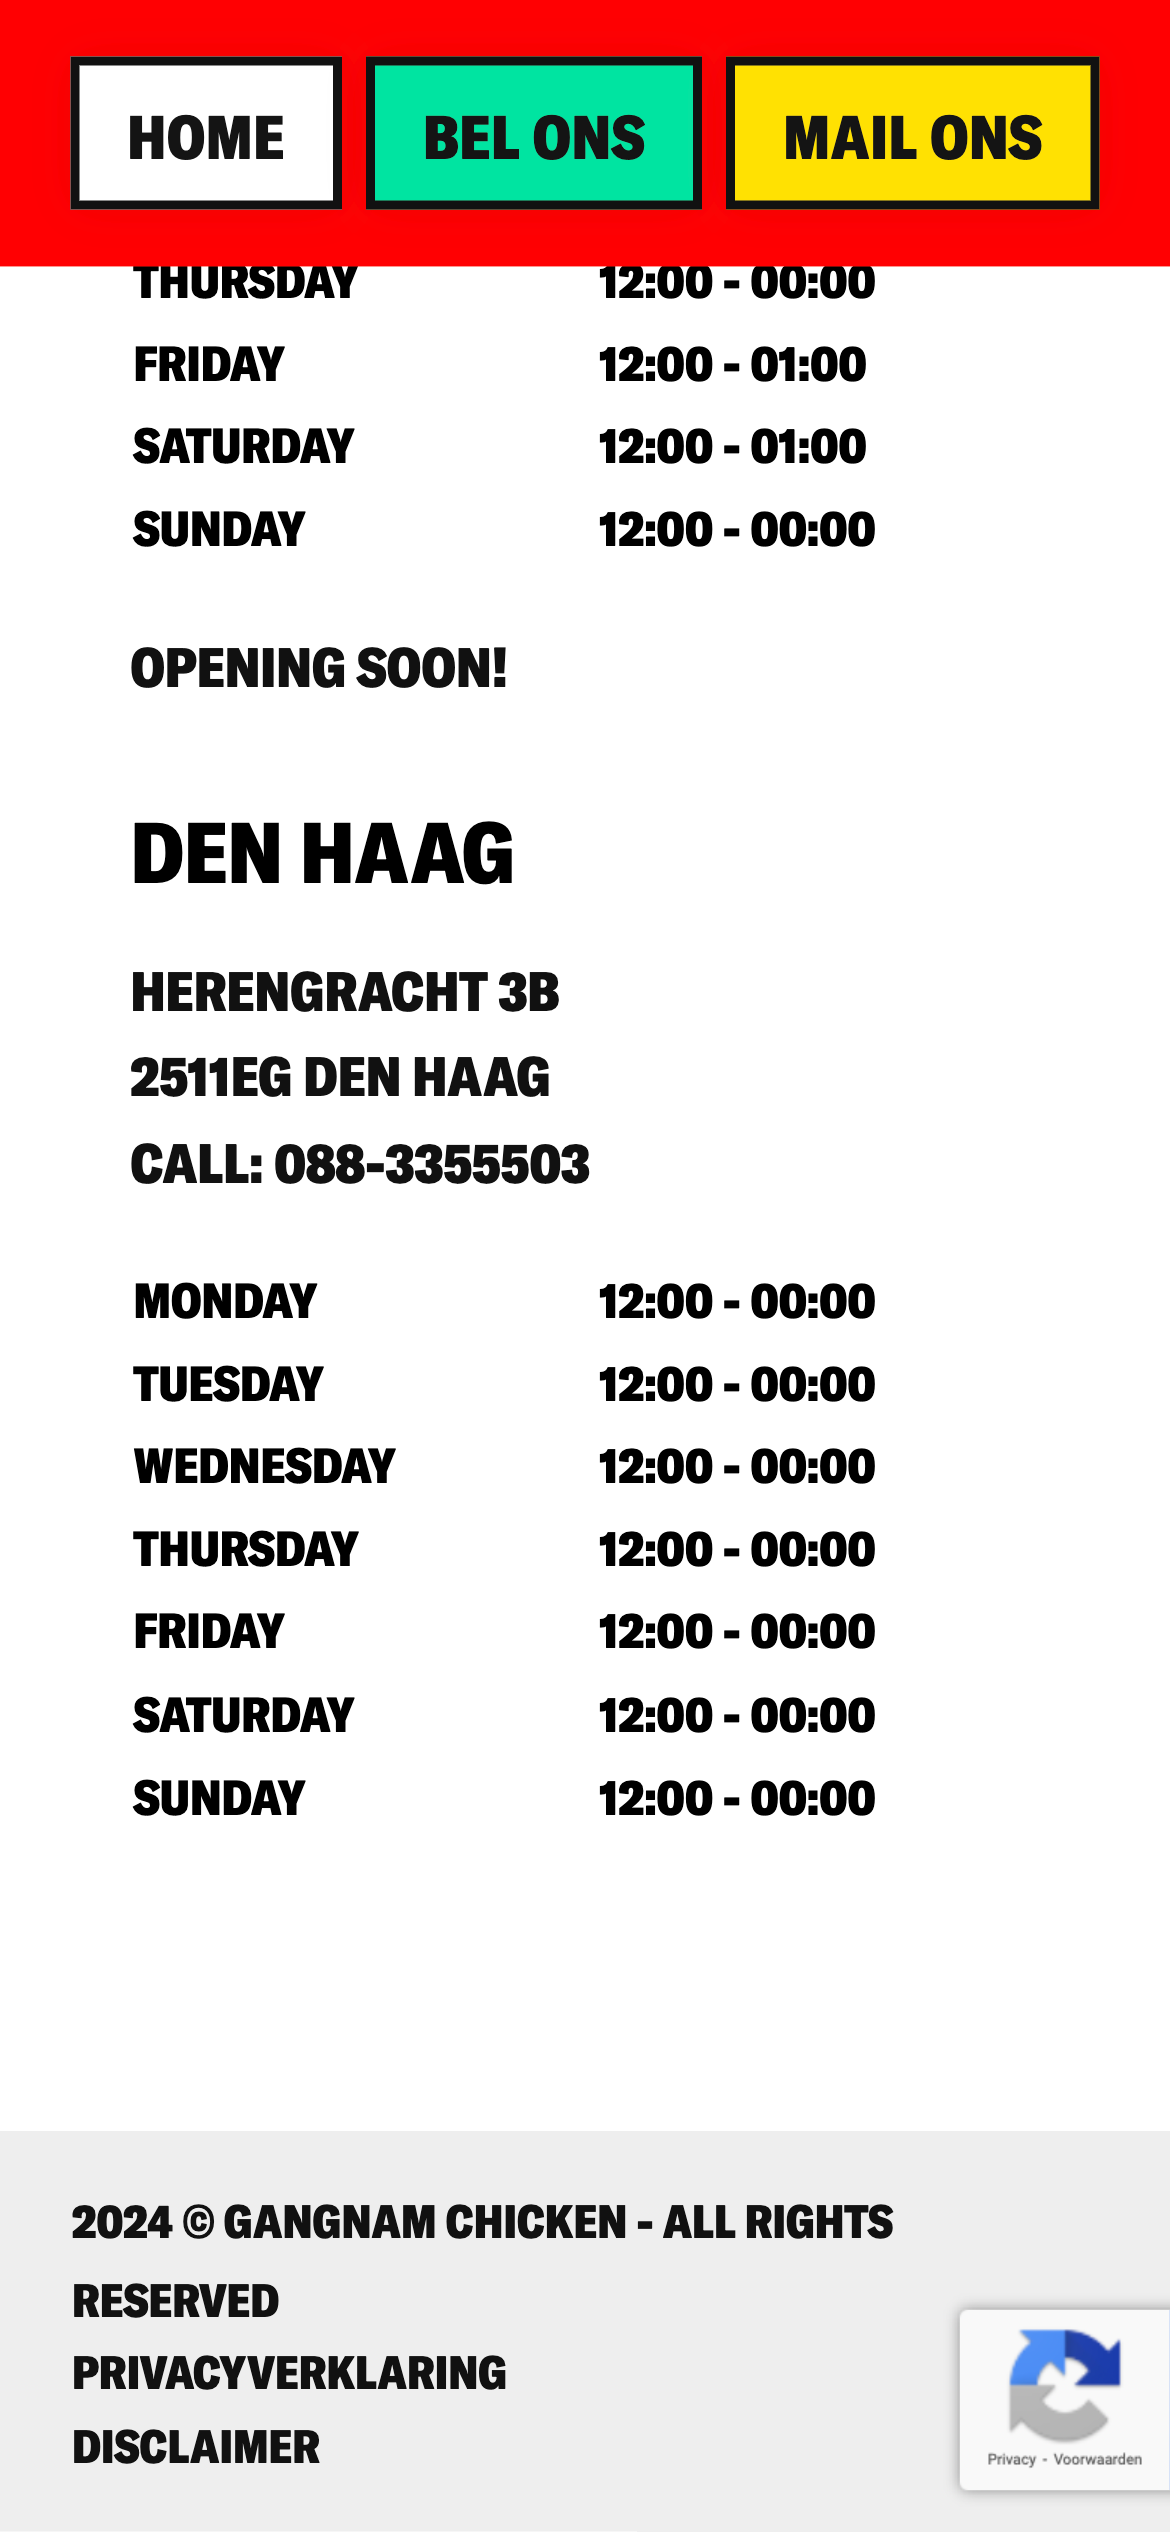 HOME BEL ONS MAIL ONS
THURSDAY 12:00 - 00:00
FRIDAY 12:00 - 01:00
SATURDAY 12:00 - 01:00
SUNDAY 12:00 - 00:00
OPENING SOON!
DEN HAAG
HERENGRACHT 3B
2511EG DEN HAAG
CALL: 088-3355503
MONDAY 12:00 - 00:00
TUESDAY 12:00 - 00:00
WEDNESDAY 12:00 - 00:00
THURSDAY 12:00 - 00:00
FRIDAY 12:00 - 00:00
SATURDAY 12:00 - 00:00
SUNDAY 12:00 - 00:00
2024 © GANGNAM CHICKEN - ALL RIGHTS
RESERVED
PRIVACYVERKLARING
DISCLAIMER
Privacy - Voorwaarden